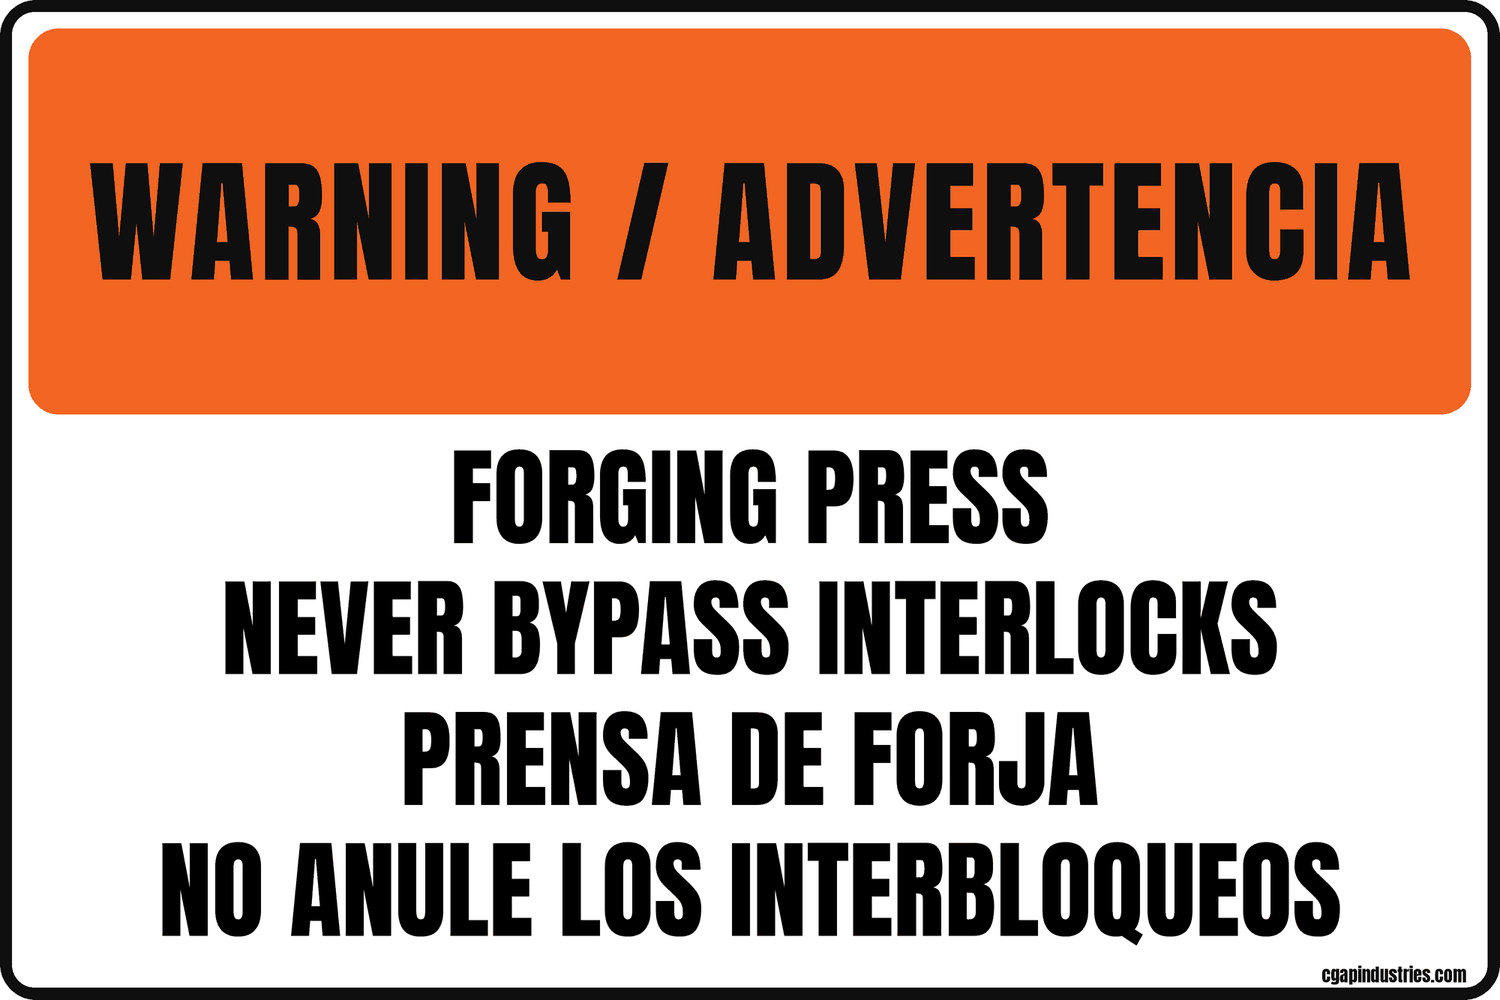 WARNING / ADVERTENCIA
FORGING PRESS
NEVER BYPASS INTERLOCKS
PRENSA DE FORJA
NO ANULE LOS INTERBLOQUEOS
cgapindustries.com